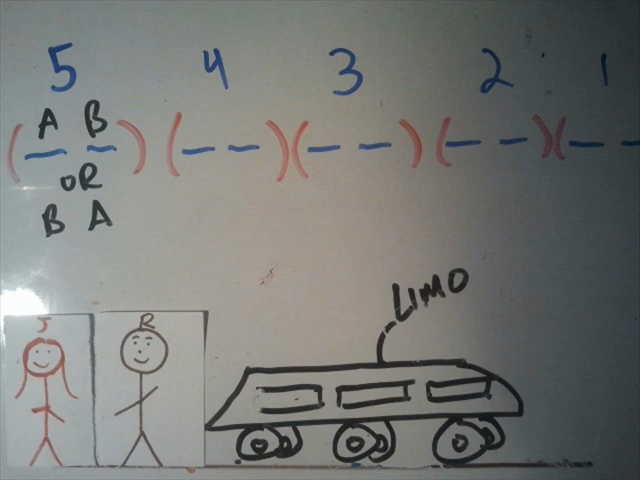 5 4 3 2 1
A B
( _ _ ) ( _ _ ) ( _ _ ) ( _ _ ) ( _ _
OR
B A
LIMO
J R